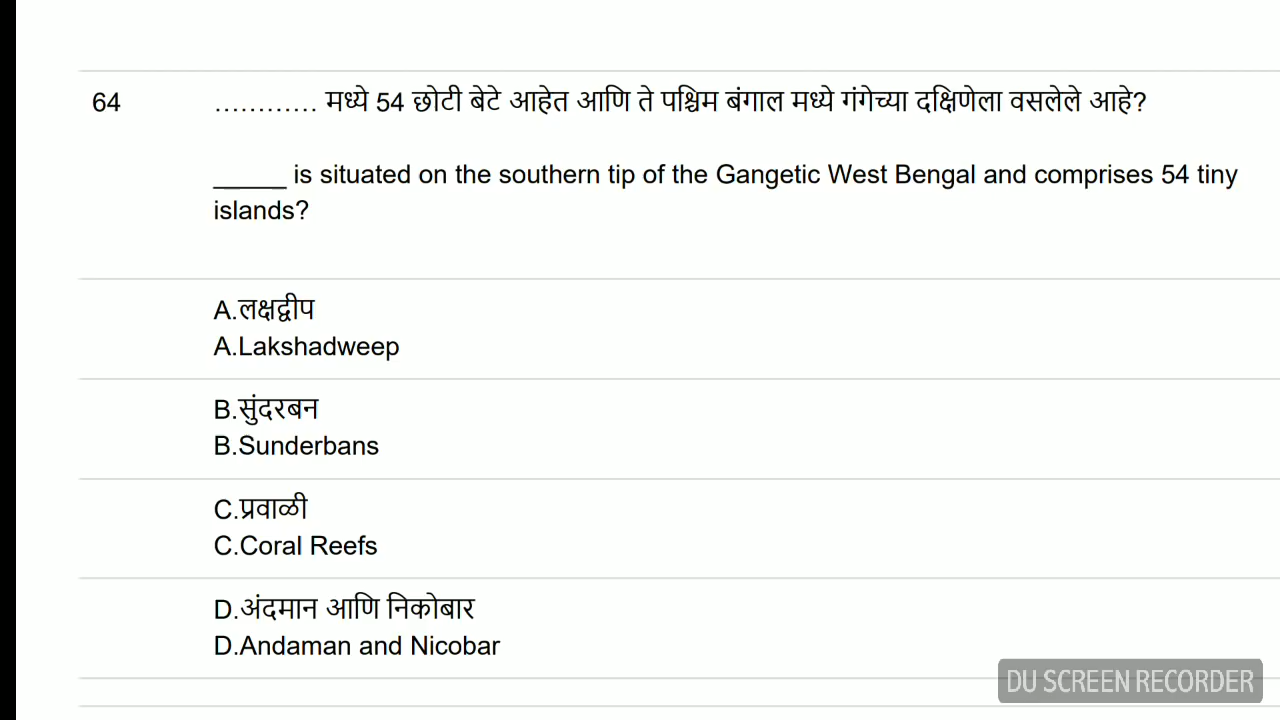 64 ………… मध्ये 54 छोटी बेटे आहेत आणि ते पश्चिम बंगाल मध्ये गंगेच्या दक्षिणेला वसलेले आहे?
_____ is situated on the southern tip of the Gangetic West Bengal and comprises 54 tiny
islands?
A.लक्षद्वीप
A.Lakshadweep
B.सुंदरबन
B.Sunderbans
C.प्रवाळी
C.Coral Reefs
D.अंदमान आणि निकोबार
D.Andaman and Nicobar
DU SCREEN RECORDER